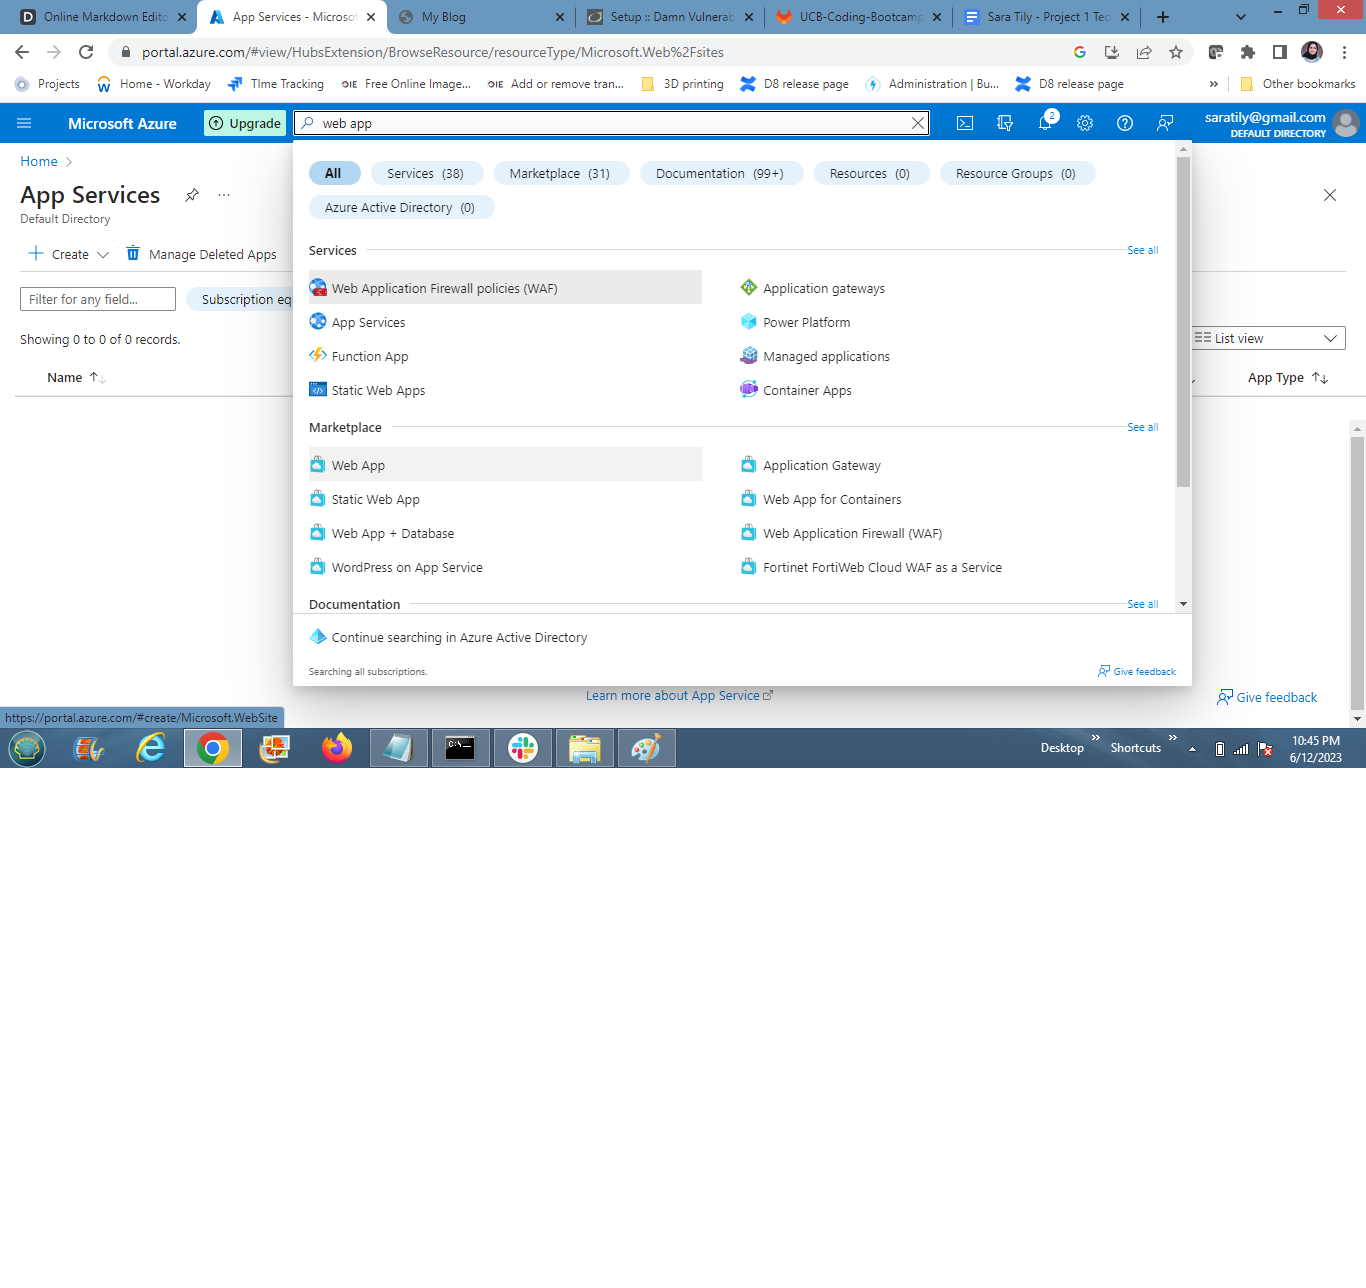 Online Markdown Edito
App Services - Microsof
My Blog
Setup :: Damn Vulnerab
UCB-Coding-Bootcamp
Sara Tily - Project 1 Tec
portal.azure.com/#view/HubsExtension/BrowseResource/resourceType/Microsoft.Web%2Fsites
Projects
Home - Workday
TIme Tracking
OIE Free Online Image...
OIE Add or remove tran...
3D printing
D8 release page
Administration | Bu...
D8 release page
»
Other bookmarks
Microsoft Azure
Upgrade
web app
2
saratily@gmail.com
DEFAULT DIRECTORY
Home
App Services
...
Default Directory
Create
Manage Deleted Apps
Filter for any field...
Subscription eq
Showing 0 to 0 of 0 records.
List view
Name
App Type
All
Services (38)
Marketplace (31)
Documentation (99+)
Resources (0)
Resource Groups (0)
Azure Active Directory (0)
Services
See all
Web Application Firewall policies (WAF)
Application gateways
App Services
Power Platform
Function App
Managed applications
Static Web Apps
Container Apps
Marketplace
See all
Web App
Application Gateway
Static Web App
Web App for Containers
Web App + Database
Web Application Firewall (WAF)
WordPress on App Service
Fortinet FortiWeb Cloud WAF as a Service
Documentation
See all
Continue searching in Azure Active Directory
Searching all subscriptions.
Give feedback
Learn more about App Service
Give feedback
https://portal.azure.com/#create/Microsoft.WebSite
Desktop »
Shortcuts »
10:45 PM
6/12/2023